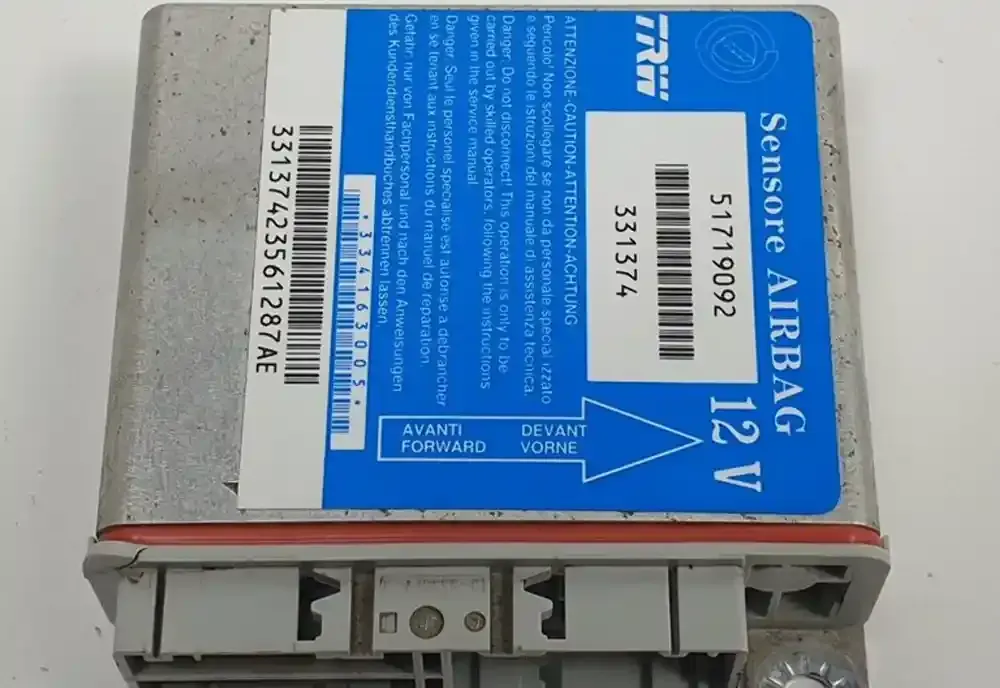 TRW
Sensore AIRBAG
12 V
51719092
331374
ATTENZIONE-CAUTION-ATTENTION-ACHTUNG
Pericolo! Non scollegare se non da personale specializzato
e seguendo le istruzioni del manuale di assistenza tecnica.
Danger. Do not disconnect! This operation is only to be
carried out by skilled operators, following the instructions
given in the service manual
Danger. Seul le personel specialise est autorise a debrancher
en se tenant aux instructions du manuel de reparation.
Gefahr nur von Fachpersonal und nach den Anweisungen
des Kundendiensthandbuches abtrennen lassen
AVANTI DEVANT
FORWARD VORNE
*334163005*
33137423561287AE